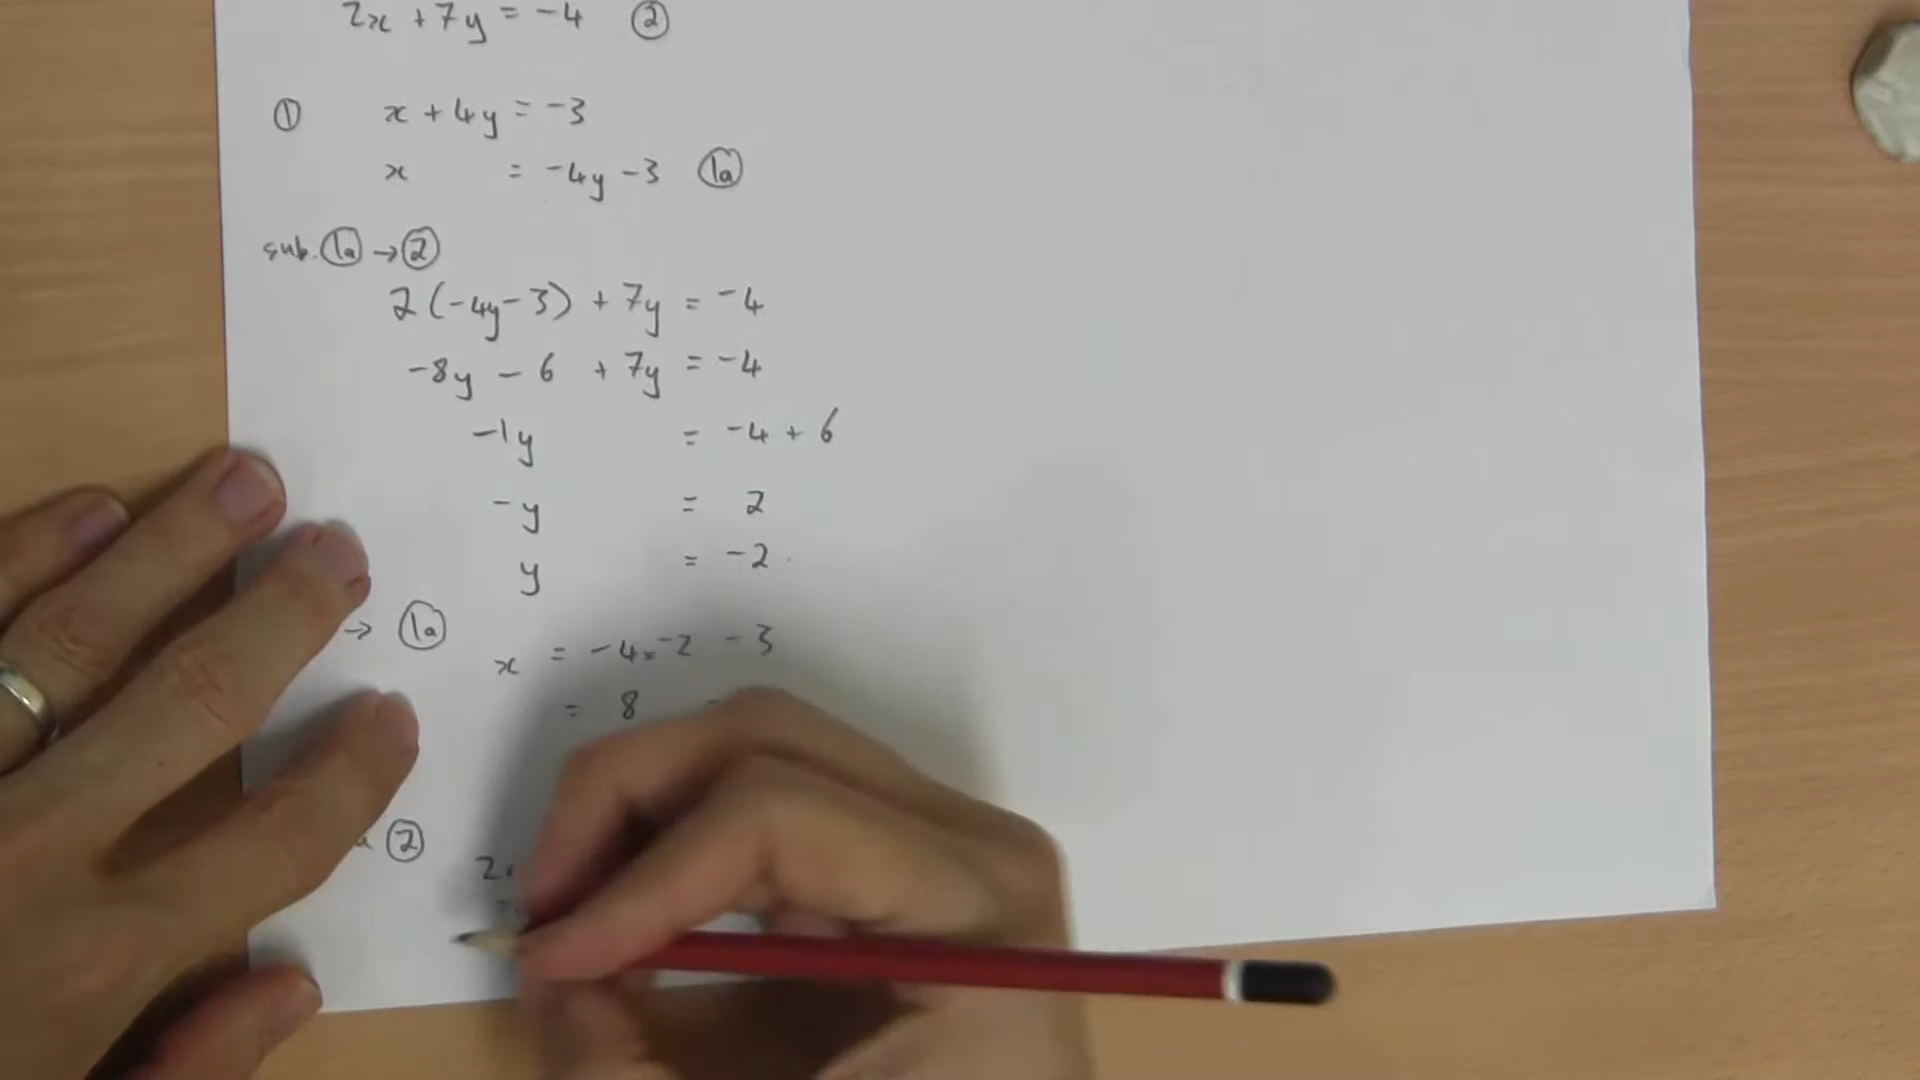 2x + 7y = -4 ②
① x + 4y = -3
x = -4y - 3 (1a)
sub. (1a) → ②
2(-4y-3) + 7y = -4
-8y - 6 + 7y = -4
-1y = -4 + 6
-y = 2
y = -2
→ (1a)
x = -4×-2 - 3
= 8 -
②
2